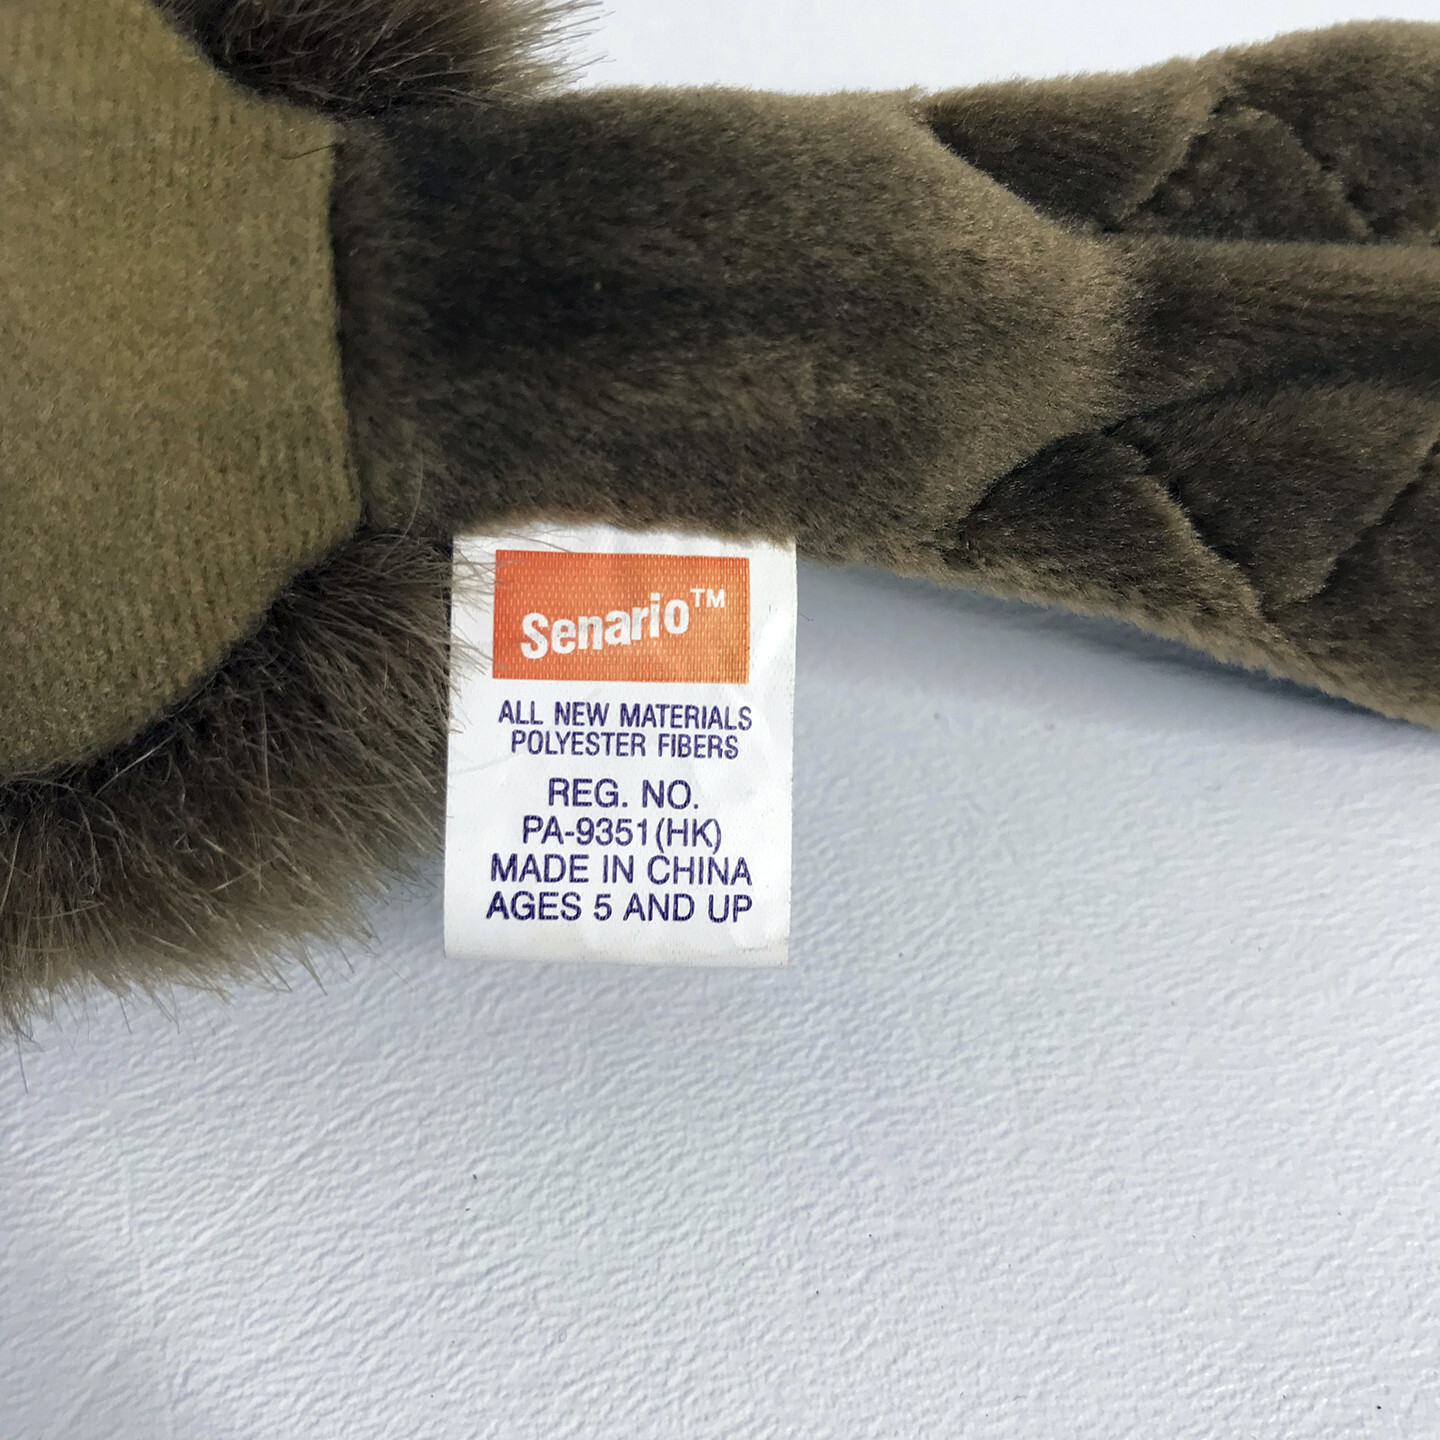 Senario™
ALL NEW MATERIALS
POLYESTER FIBERS
REG. NO.
PA-9351(HK)
MADE IN CHINA
AGES 5 AND UP